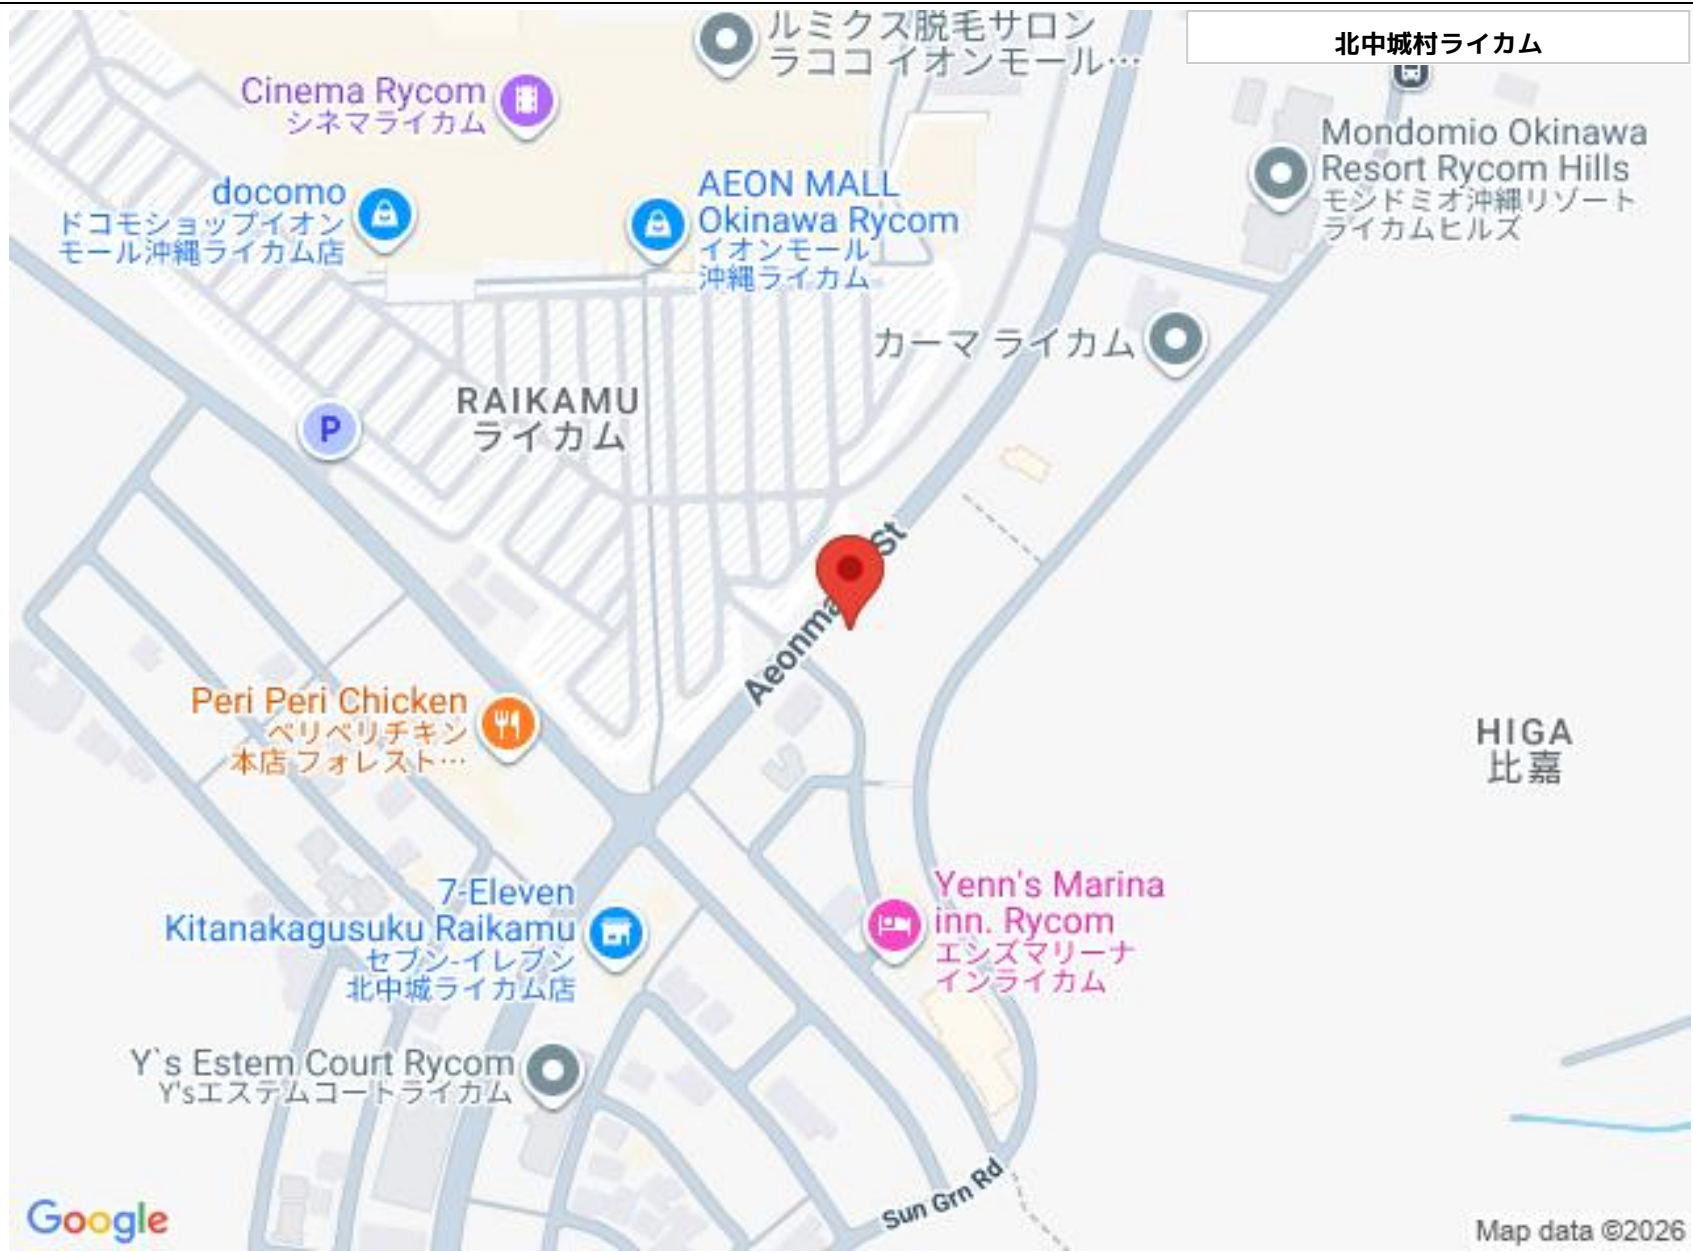 ルミクス脱毛サロン
ラココ イオンモール…
北中城村ライカム
Cinema Rycom
シネマライカム
Mondomio Okinawa
Resort Rycom Hills
モンドミオ沖縄リゾート
ライカムヒルズ
docomo
ドコモショップイオン
モール沖縄ライカム店
AEON MALL
Okinawa Rycom
イオンモール
沖縄ライカム
カーマ ライカム
RAIKAMU
ライカム
P
St
Aeonma
Peri Peri Chicken
ペリペリチキン
本店 フォレスト…
HIGA
比嘉
7-Eleven
Kitanakagusuku Raikamu
セブン-イレブン
北中城ライカム店
Yenn's Marina
inn. Rycom
エンズマリーナ
インライカム
Y`s Estem Court Rycom
Y'sエステムコートライカム
Sun Grn Rd
Google
Map data ©2026